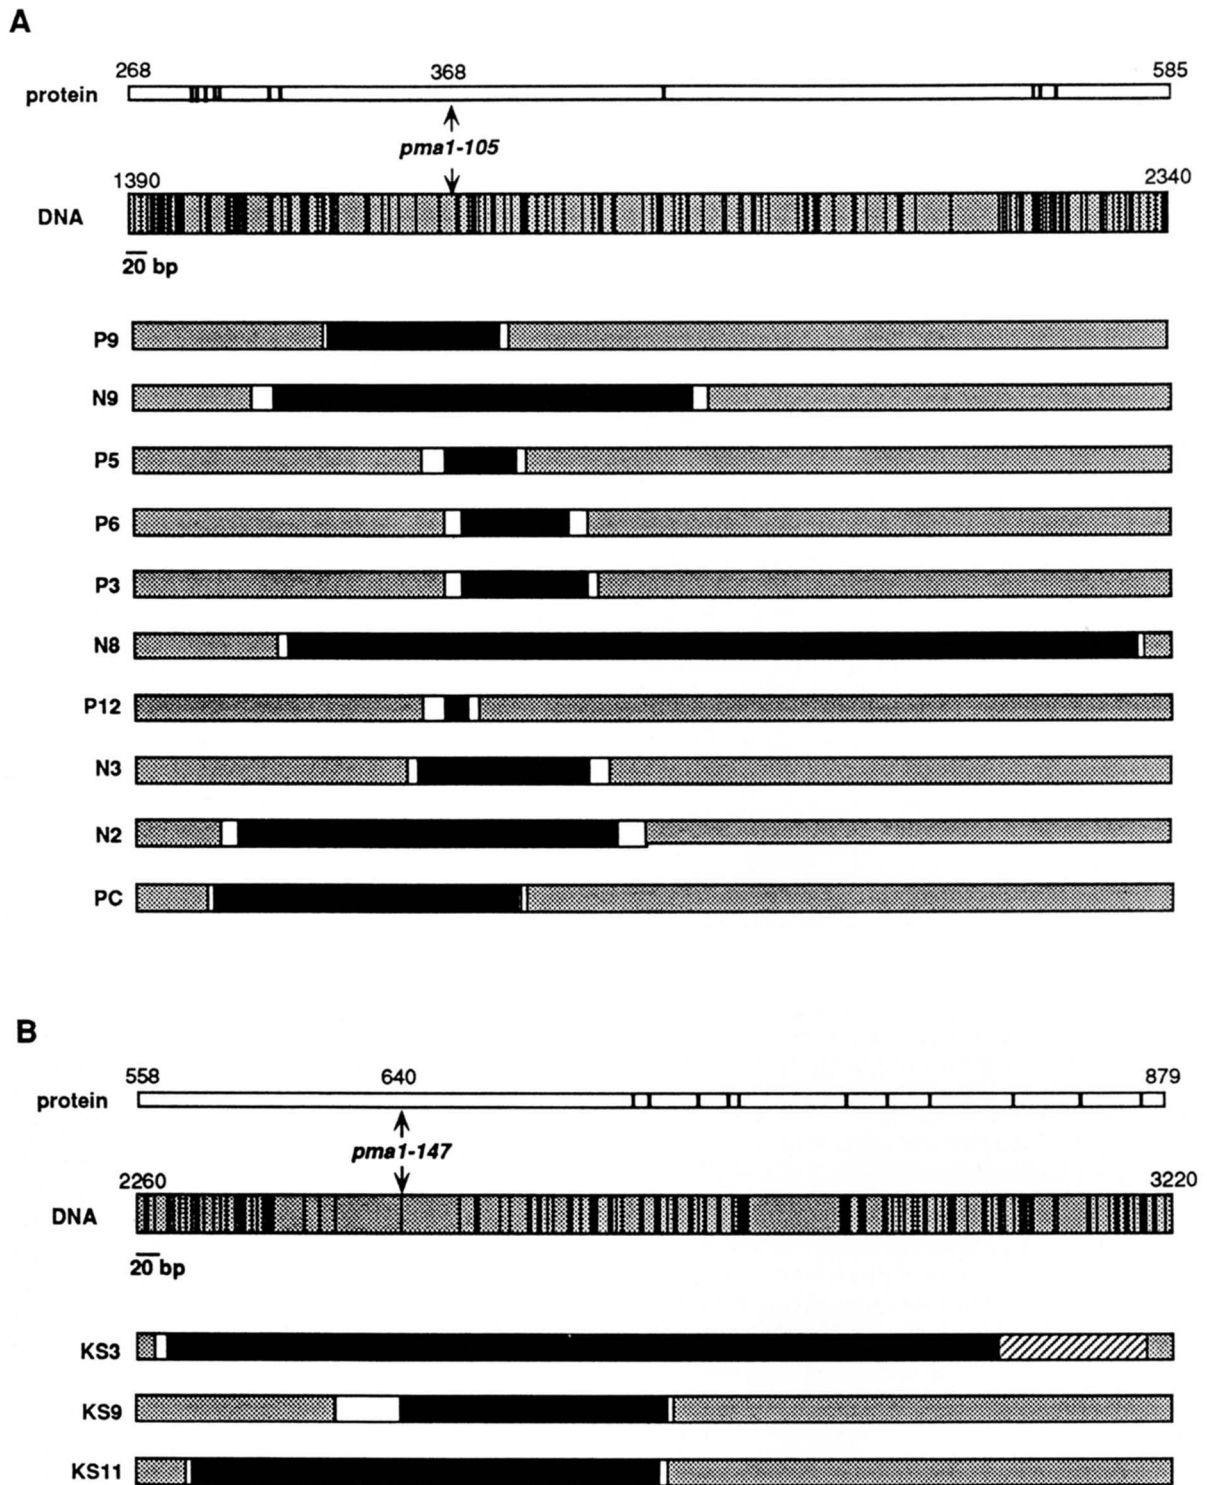 A
268 368 585
protein
pma1-105
1390 2340
DNA
20 bp
P9
N9
P5
P6
P3
N8
P12
N3
N2
PC
B
558 640 879
protein
pma1-147
2260 3220
DNA
20 bp
KS3
KS9
KS11